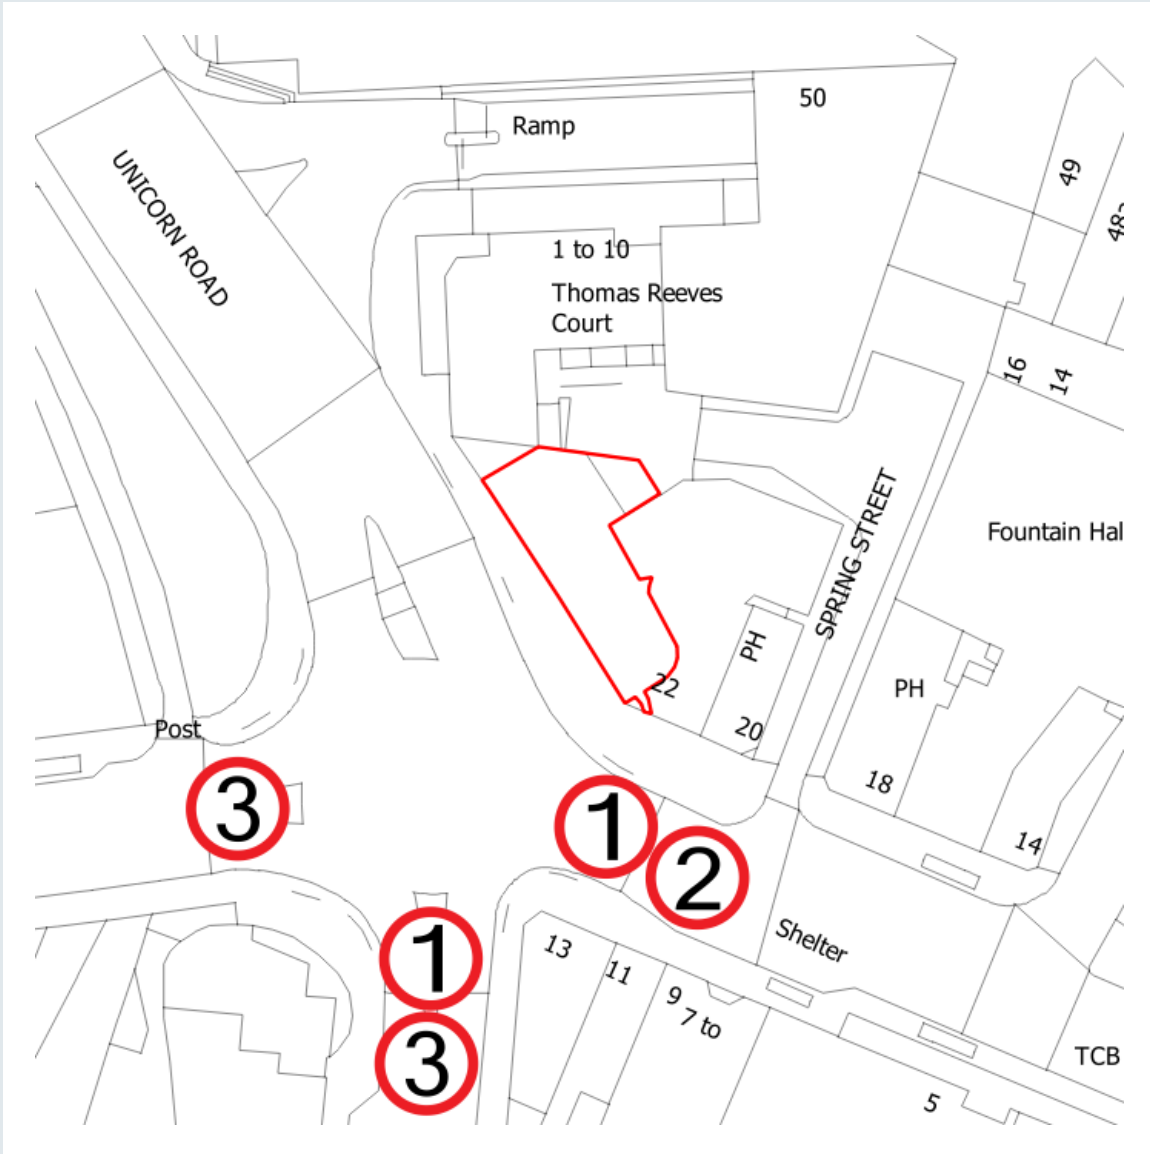 50
Ramp
49
UNICORN ROAD
1 to 10
Thomas Reeves
Court
16
14
SPRING STREET
Fountain Hal
PH
22
PH
20
Post
18
3
1
14
2
13
Shelter
1
11
9
7 to
3
TCB
5